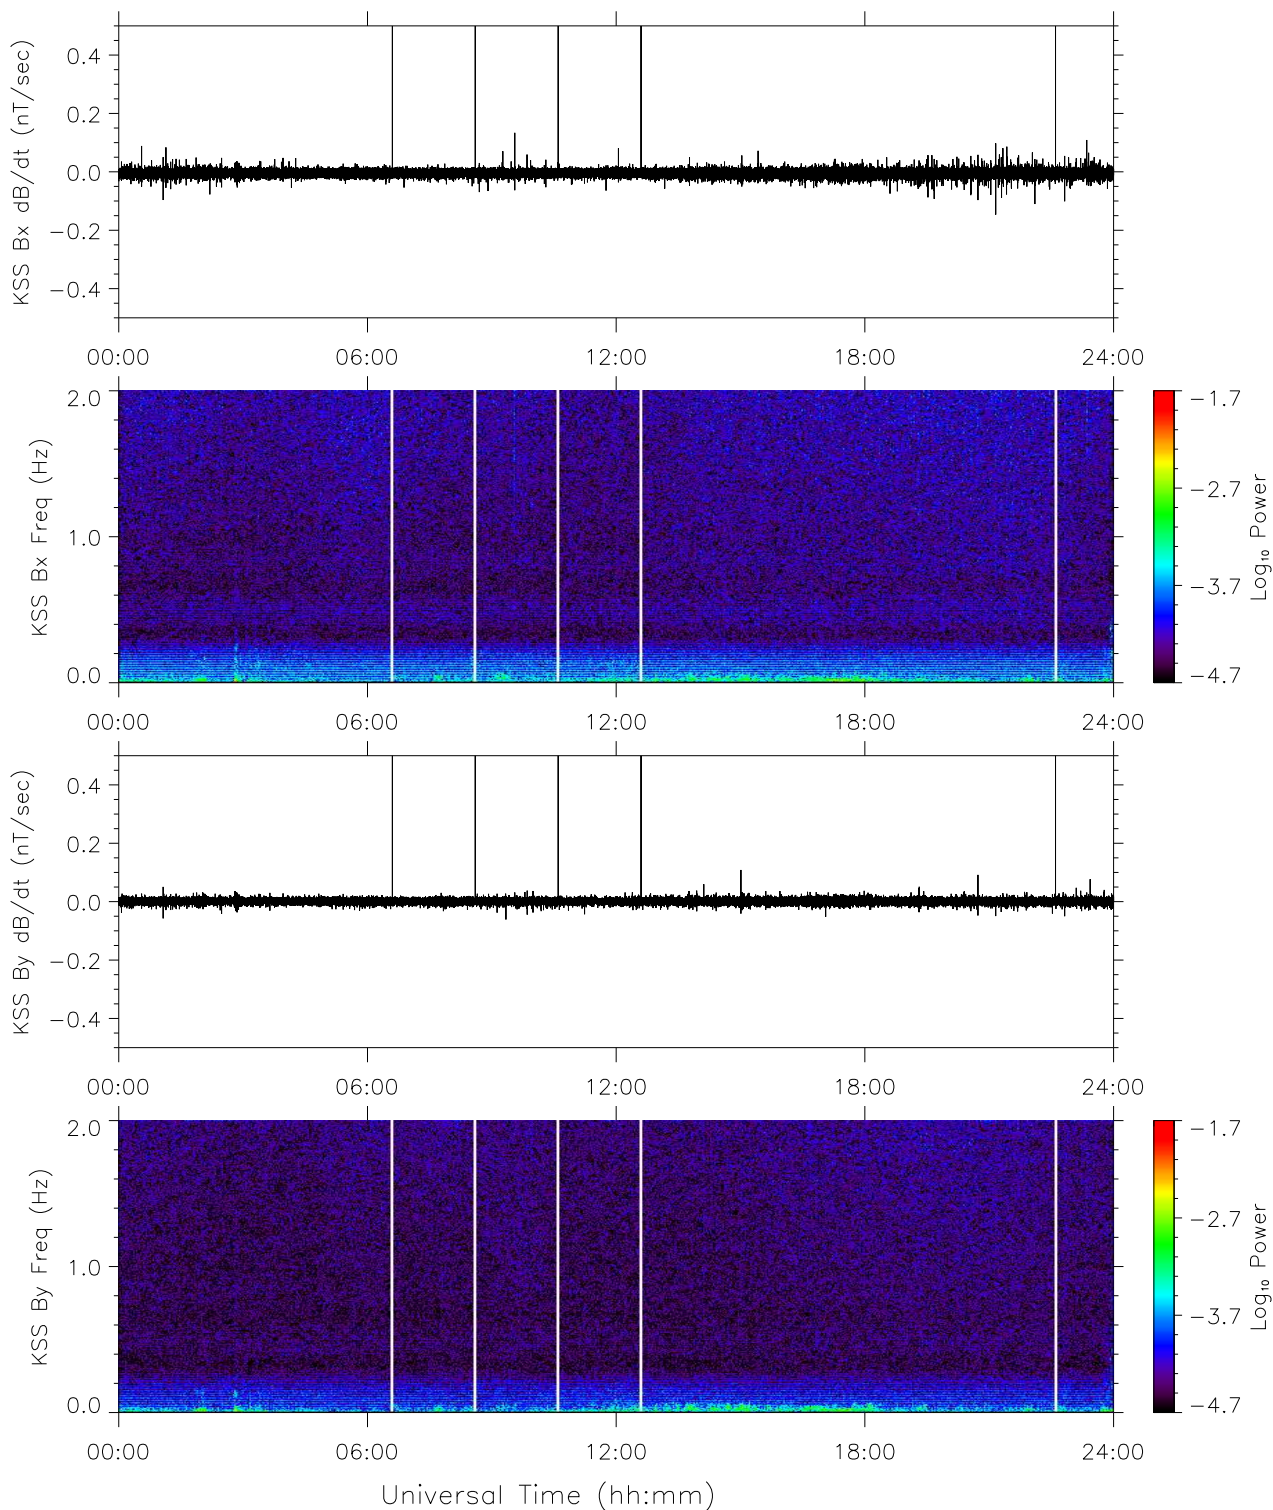 KSS Bx dB/dt (nT/sec)
0.4
0.2
0.0
−0.2
−0.4
00:00 06:00 12:00 18:00 24:00
KSS Bx Freq (Hz)
2.0
1.0
0.0
−1.7
−2.7
−3.7
−4.7
Log₁₀ Power
00:00 06:00 12:00 18:00 24:00
KSS By dB/dt (nT/sec)
0.4
0.2
0.0
−0.2
−0.4
00:00 06:00 12:00 18:00 24:00
KSS By Freq (Hz)
2.0
1.0
0.0
−1.7
−2.7
−3.7
−4.7
Log₁₀ Power
00:00 06:00 12:00 18:00 24:00
Universal Time (hh:mm)